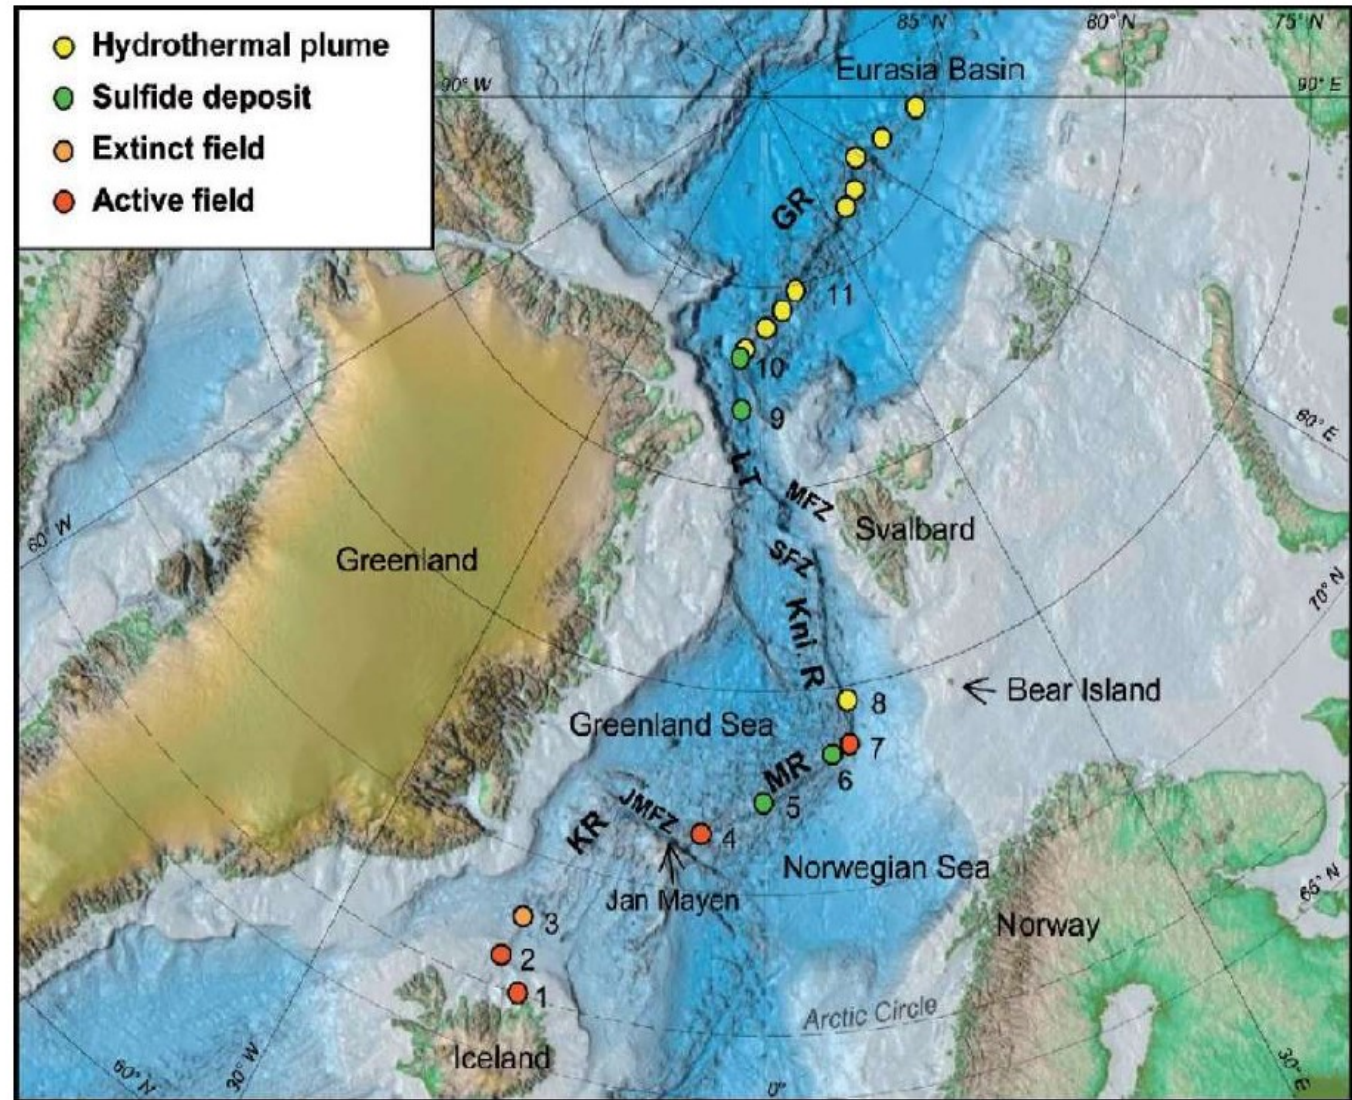 Hydrothermal plume
Sulfide deposit
Extinct field
Active field
85° N
80° N
75° N
90° W
Eurasia Basin
90° E
GR
11
10
9
60° E
LT
MFZ
Svalbard
60° W
Greenland
SFZ
Kni. R
70° N
Bear Island
8
Greenland Sea
7
MR
6
JMFZ
5
KR
4
Norwegian Sea
66° N
Jan Mayen
3
Norway
2
1
Arctic Circle
Iceland
60° N
30° W
0°
30° E